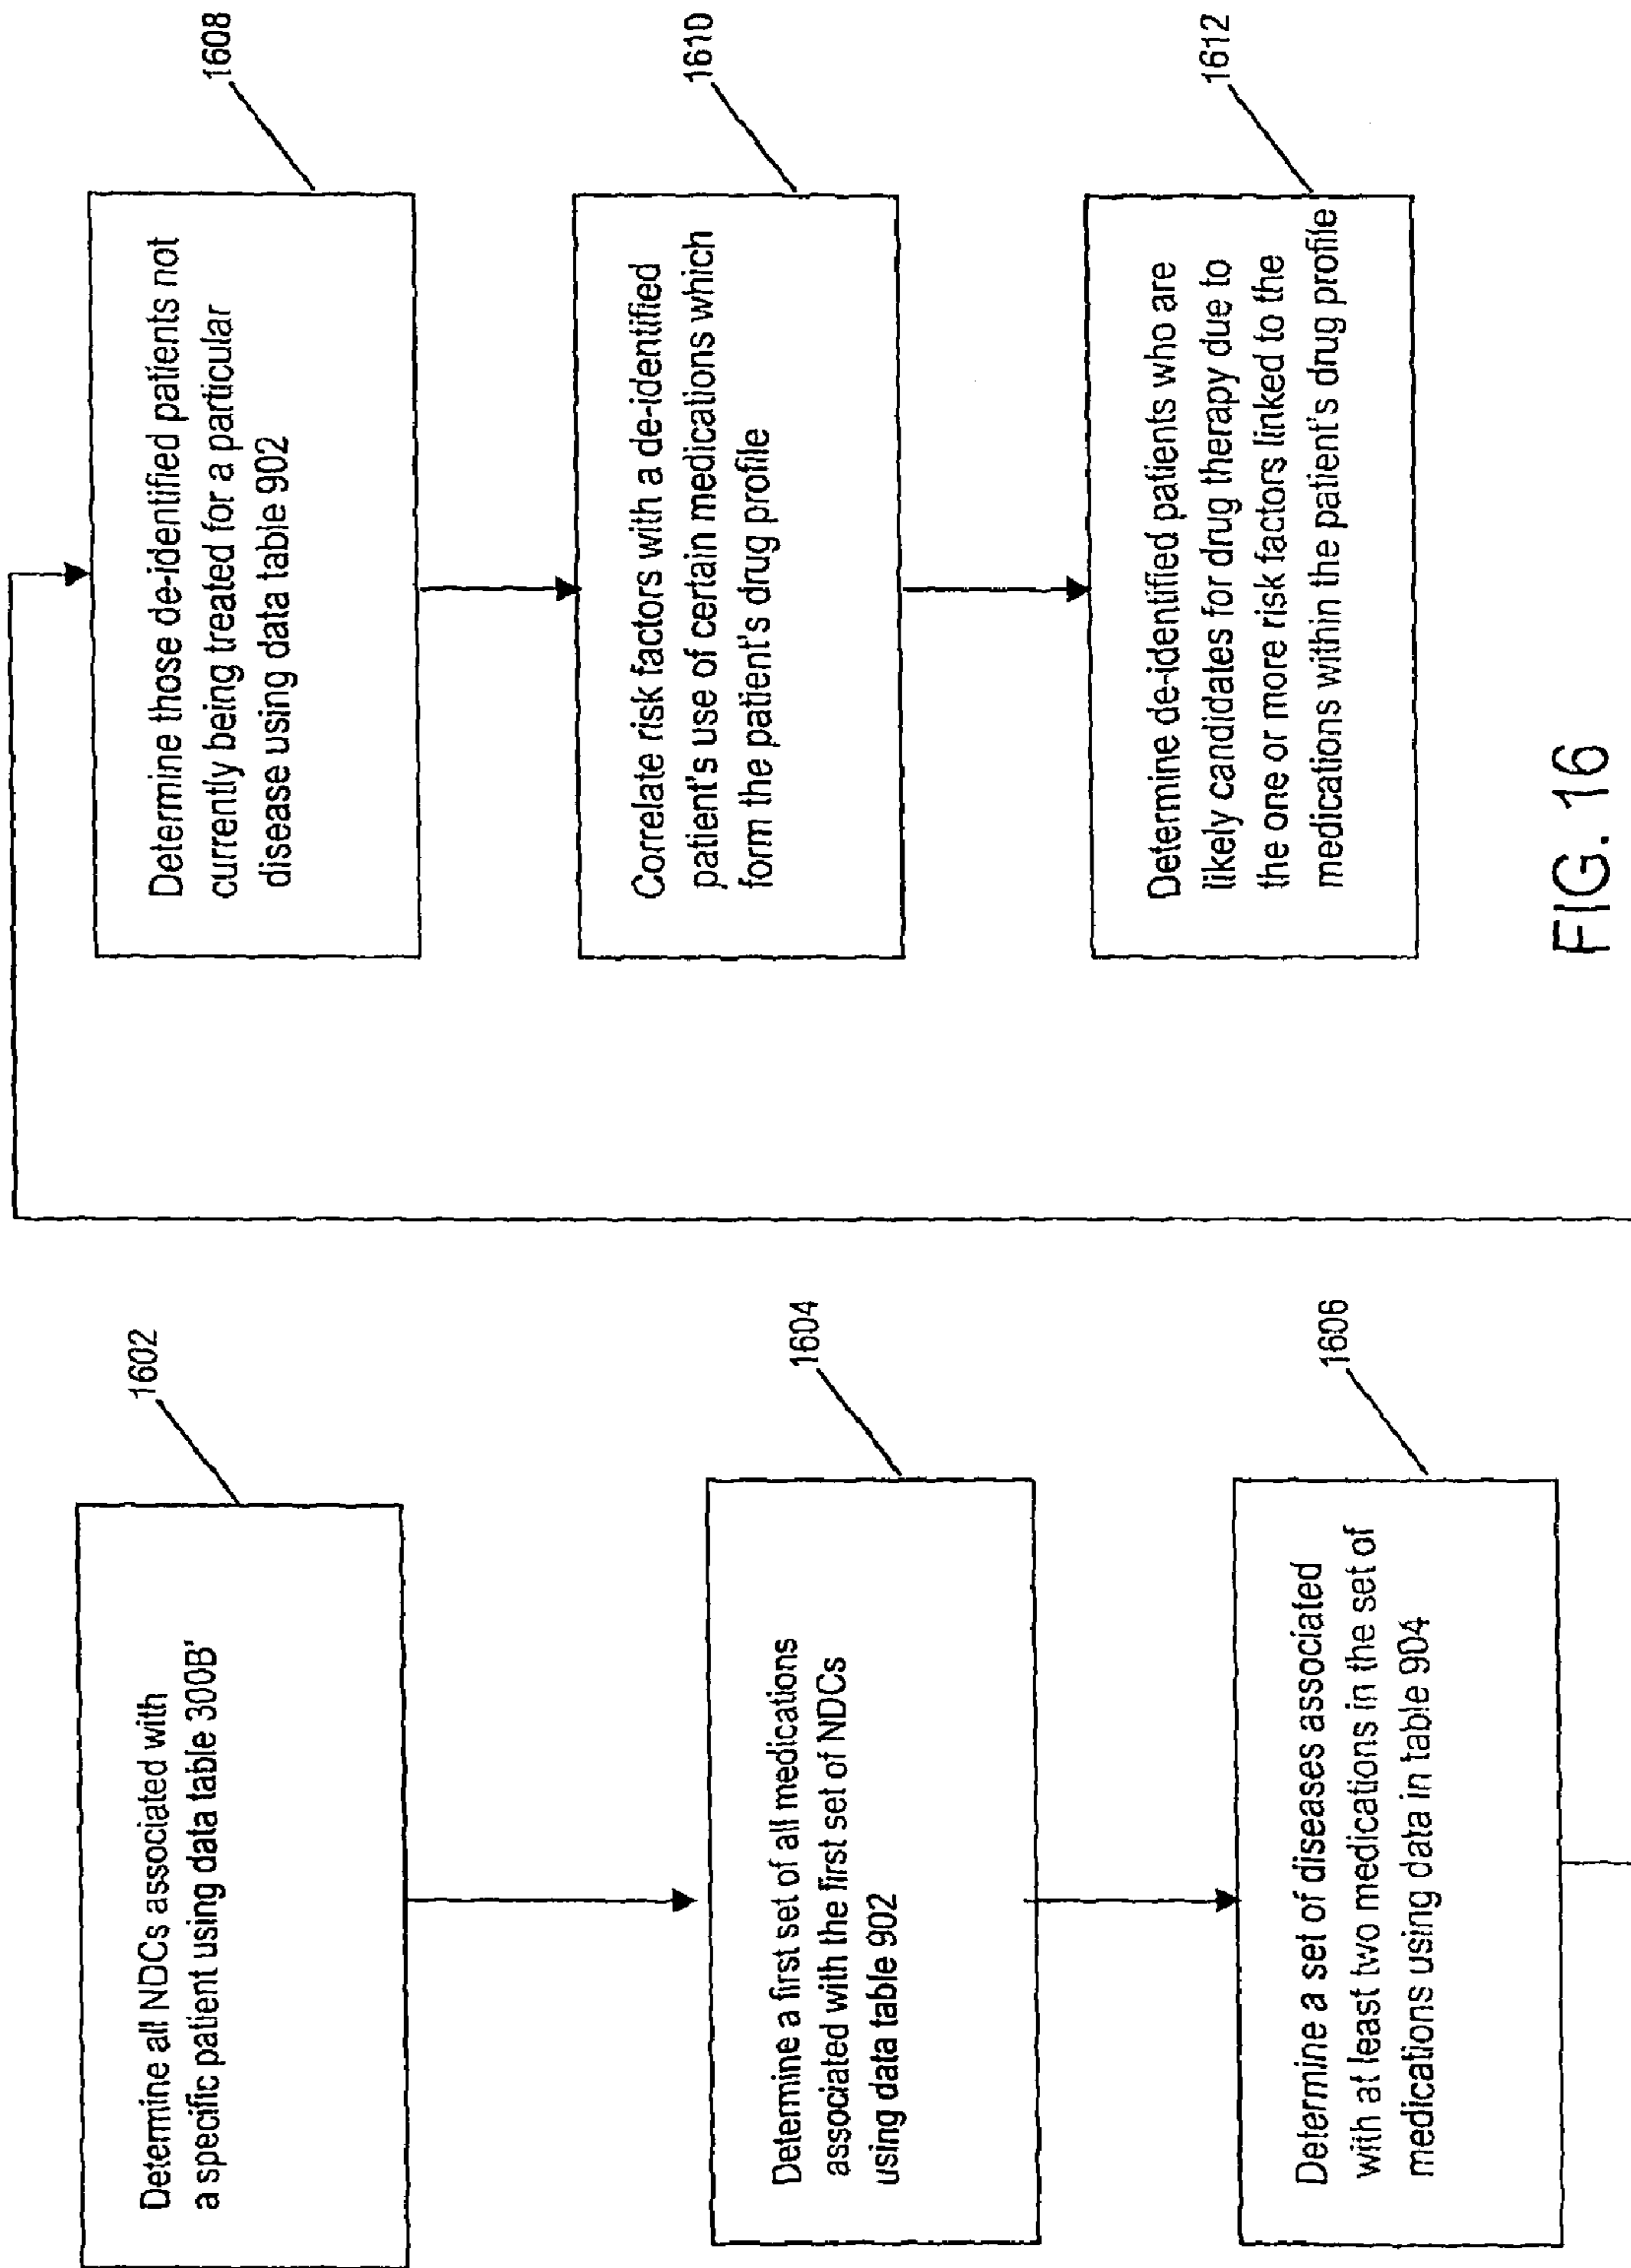 1602
Determine all NDCs associated with
a specific patient using data table 300B'
1604
Determine a first set of all medications
associated with the first set of NDCs
using data table 902
1606
Determine a set of diseases associated
with at least two medications in the set of
medications using data in table 904
1608
Determine those de-identified patients not
currently being treated for a particular
disease using data table 902
1610
Correlate risk factors with a de-identified
patient's use of certain medications which
form the patient's drug profile
1612
Determine de-identified patients who are
likely candidates for drug therapy due to
the one or more risk factors linked to the
medications within the patient's drug profile
FIG. 16